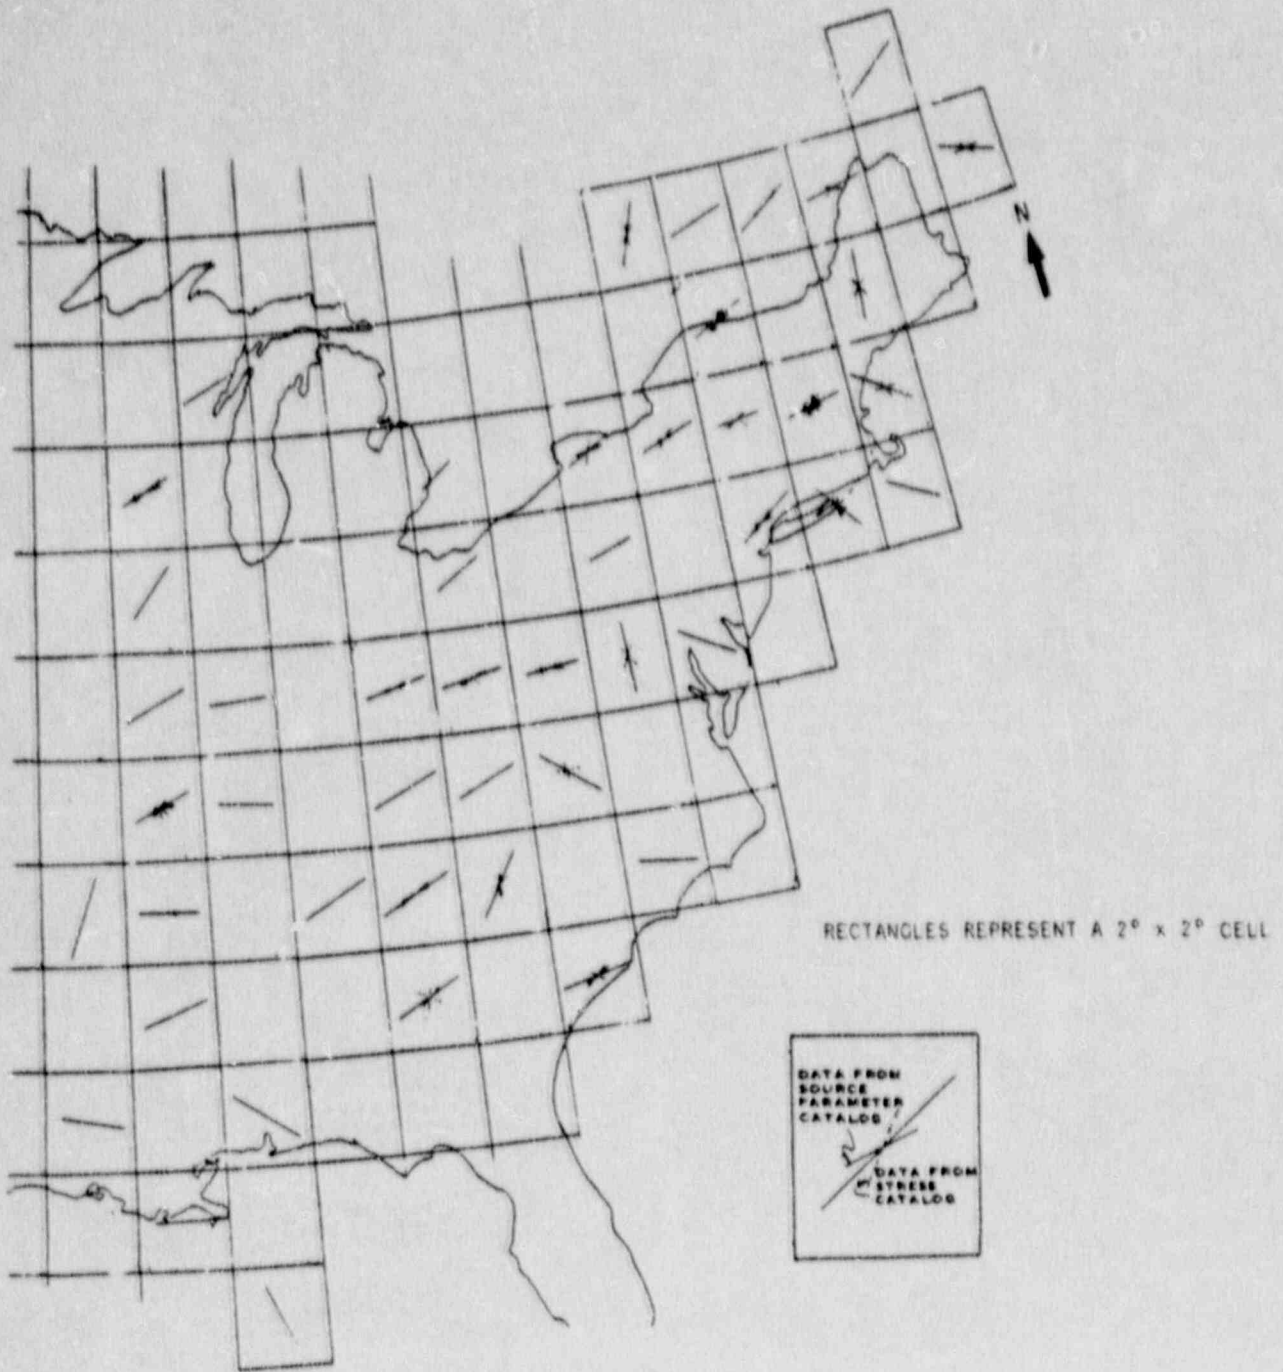 N
RECTANGLES REPRESENT A 2° x 2° CELL
DATA FROM
SOURCE
PARAMETER
CATALOG
DATA FROM
STRESS
CATALOG